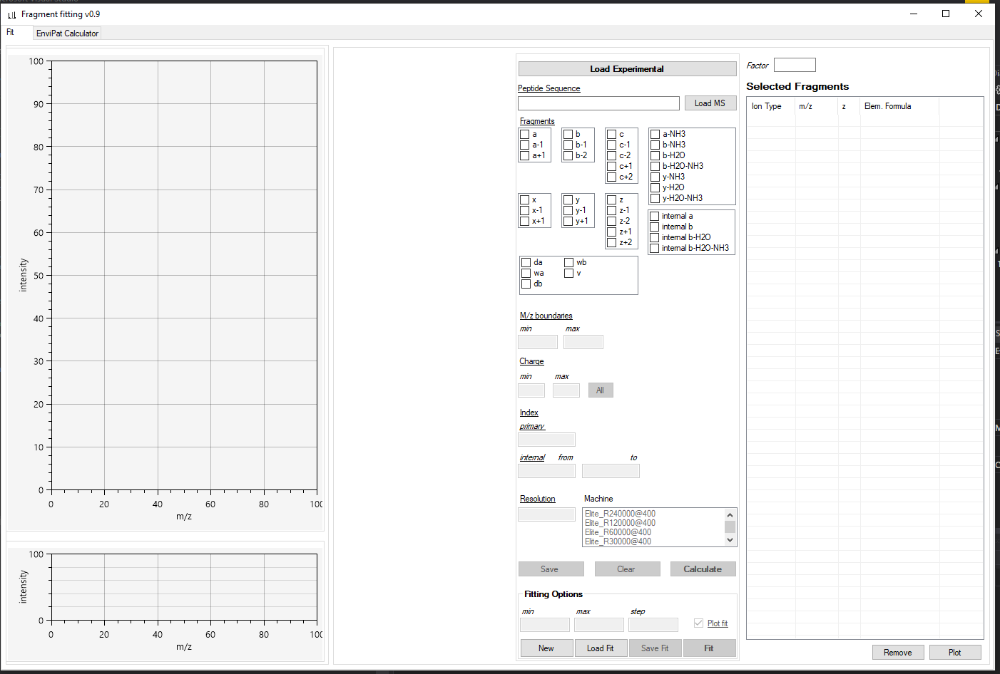 Fragment fitting v0.9
Fit EnviPat Calculator
100
90
80
70
60
50
40
30
20
10
0
intensity
0 20 40 60 80 100
m/z
100
0
intensity
0 20 40 60 80 100
m/z
Load Experimental
Peptide Sequence
Load MS
Fragments
a
a-1
a+1
b
b-1
b-2
c
c-1
c-2
c+1
c+2
a-NH3
b-NH3
b-H2O
b-H2O-NH3
y-NH3
y-H2O
y-H2O-NH3
x
x-1
x+1
y
y-1
y+1
z
z-1
z-2
z+1
z+2
internal a
internal b
internal b-H2O
internal b-H2O-NH3
da
wa
db
wb
v
M/z boundaries
min max
Charge
min max
All
Index
primary
internal from to
Resolution Machine
Elite_R240000@400
Elite_R120000@400
Elite_R60000@400
Elite_R30000@400
Save Clear Calculate
Fitting Options
min max step
Plot fit
New Load Fit Save Fit Fit
Factor
Selected Fragments
Ion Type m/z z Elem. Formula
Remove Plot